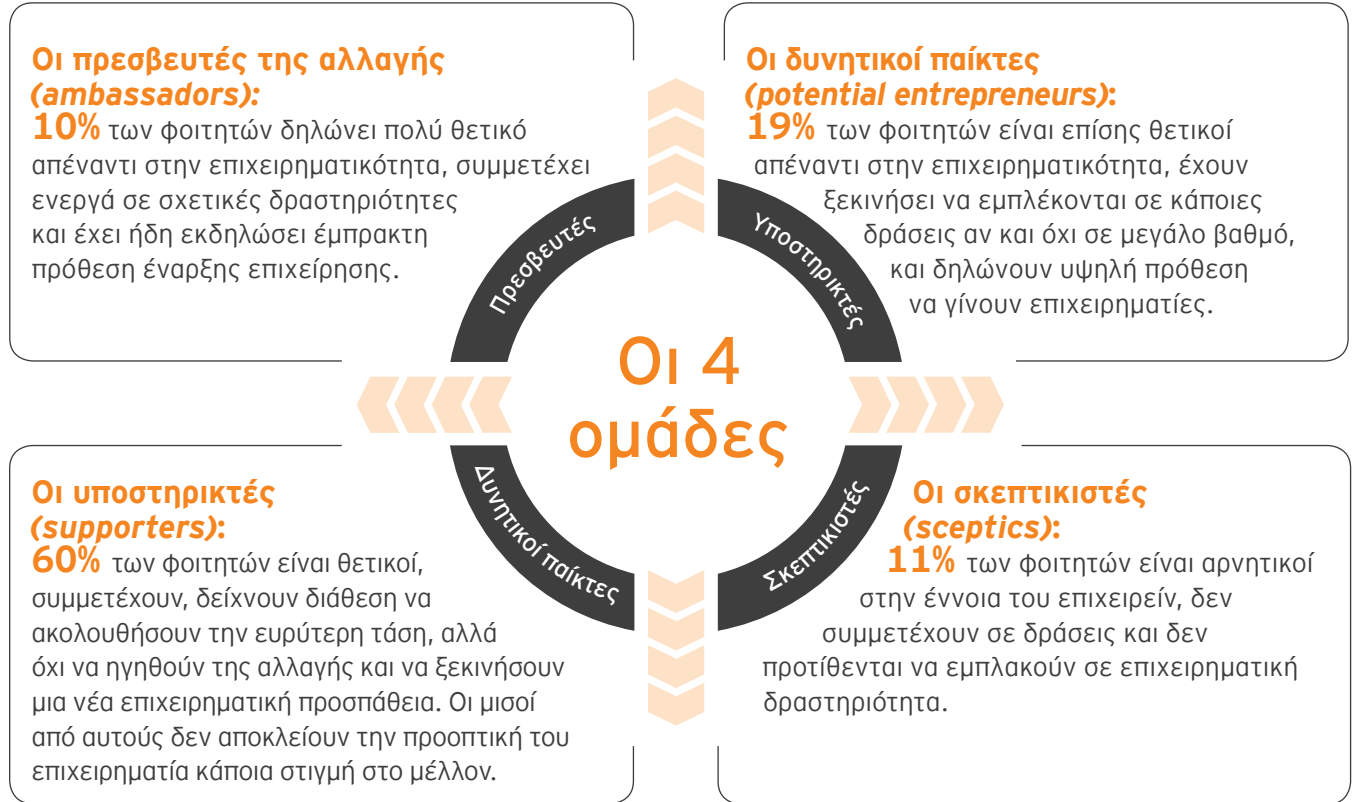 Οι πρεσβευτές της αλλαγής
(ambassadors):
10% των φοιτητών δηλώνει πολύ θετικό
απέναντι στην επιχειρηματικότητα, συμμετέχει
ενεργά σε σχετικές δραστηριότητες
και έχει ήδη εκδηλώσει έμπρακτη
πρόθεση έναρξης επιχείρησης.
Οι δυνητικοί παίκτες
(potential entrepreneurs):
19% των φοιτητών είναι επίσης θετικοί
απέναντι στην επιχειρηματικότητα, έχουν
ξεκινήσει να εμπλέκονται σε κάποιες
δράσεις αν και όχι σε μεγάλο βαθμό,
και δηλώνουν υψηλή πρόθεση
να γίνουν επιχειρηματίες.
Πρεσβευτές
Υποστηρικτές
Οι 4
ομάδες
Δυνητικοί παίκτες
Σκεπτικιστές
Οι υποστηρικτές
(supporters):
60% των φοιτητών είναι θετικοί,
συμμετέχουν, δείχνουν διάθεση να
ακολουθήσουν την ευρύτερη τάση, αλλά
όχι να ηγηθούν της αλλαγής και να ξεκινήσουν
μια νέα επιχειρηματική προσπάθεια. Οι μισοί
από αυτούς δεν αποκλείουν την προοπτική του
επιχειρηματία κάποια στιγμή στο μέλλον.
Οι σκεπτικιστές
(sceptics):
11% των φοιτητών είναι αρνητικοί
στην έννοια του επιχειρείν, δεν
συμμετέχουν σε δράσεις και δεν
προτίθενται να εμπλακούν σε επιχειρηματική
δραστηριότητα.